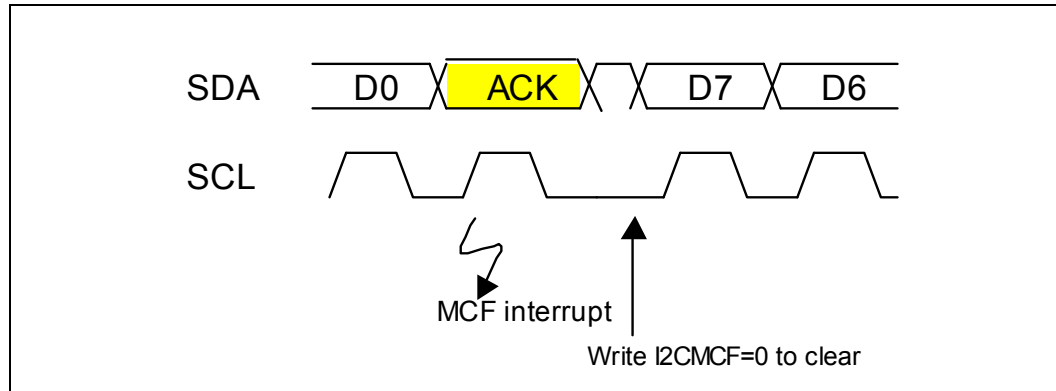 SDA D0 ACK D7 D6
SCL
MCF interrupt
Write I2CMCF=0 to clear